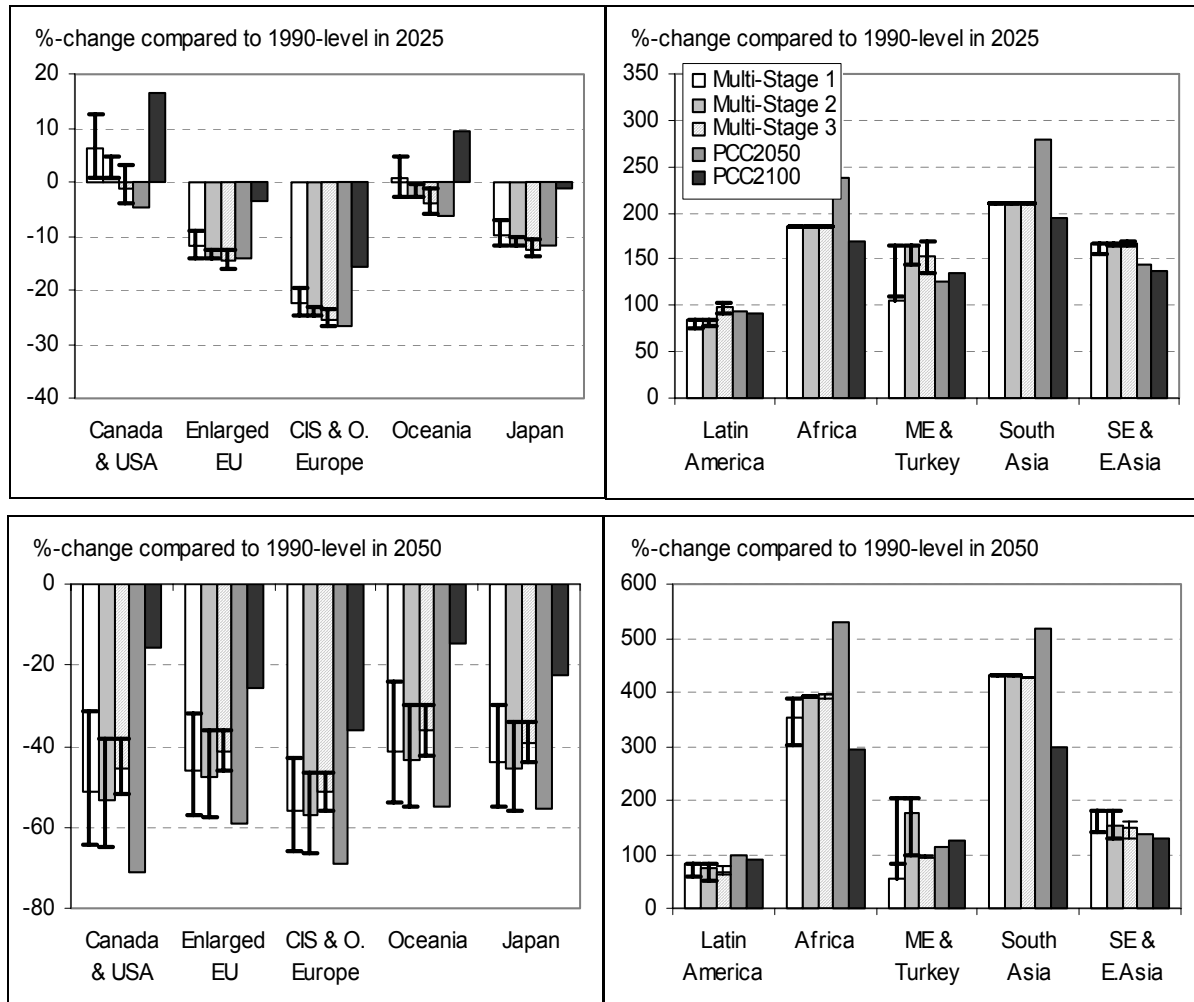 %-change compared to 1990-level in 2025
20
10
0
-10
-20
-30
-40
Canada & USA
Enlarged EU
CIS & O. Europe
Oceania
Japan
%-change compared to 1990-level in 2025
350
300
250
200
150
100
50
0
Multi-Stage 1
Multi-Stage 2
Multi-Stage 3
PCC2050
PCC2100
Latin America
Africa
ME & Turkey
South Asia
SE & E.Asia
%-change compared to 1990-level in 2050
0
-20
-40
-60
-80
Canada & USA
Enlarged EU
CIS & O. Europe
Oceania
Japan
%-change compared to 1990-level in 2050
600
500
400
300
200
100
0
Latin America
Africa
ME & Turkey
South Asia
SE & E.Asia